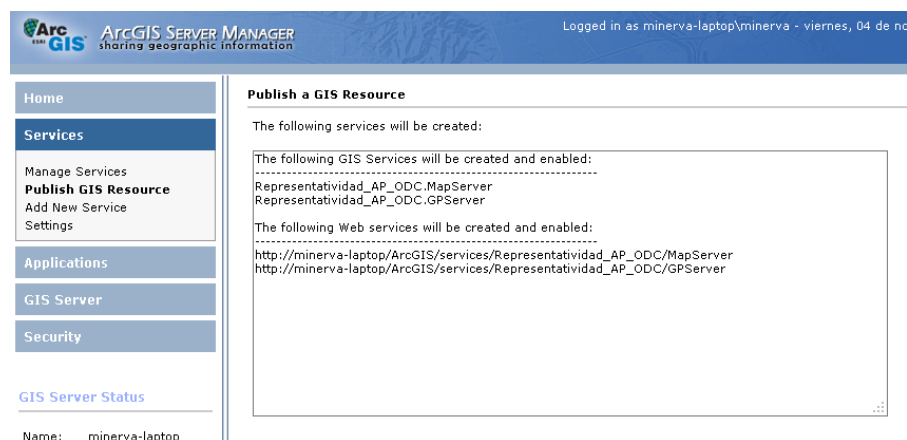 Arc
ESRI GIS
ArcGIS Server Manager
sharing geographic information
Logged in as minerva-laptop\minerva - viernes, 04 de no
Home
Services
Manage Services
Publish GIS Resource
Add New Service
Settings
Applications
GIS Server
Security
GIS Server Status
Name: minerva-laptop
Publish a GIS Resource
The following services will be created:
The following GIS Services will be created and enabled:
----------------------------------------------------------------
Representatividad_AP_ODC.MapServer
Representatividad_AP_ODC.GPServer
The following Web services will be created and enabled:
----------------------------------------------------------------
http://minerva-laptop/ArcGIS/services/Representatividad_AP_ODC/MapServer
http://minerva-laptop/ArcGIS/services/Representatividad_AP_ODC/GPServer